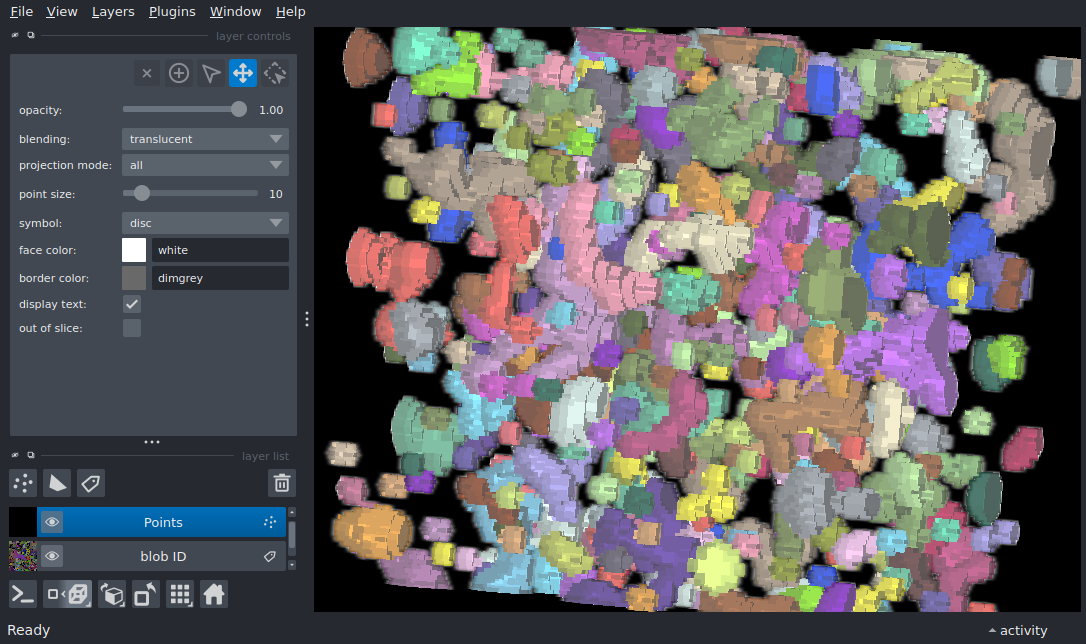 File View Layers Plugins Window Help
layer controls
opacity: 1.00
blending: translucent
projection mode: all
point size: 10
symbol: disc
face color: white
border color: dimgrey
display text:
out of slice:
layer list
Points
blob ID
Ready
activity